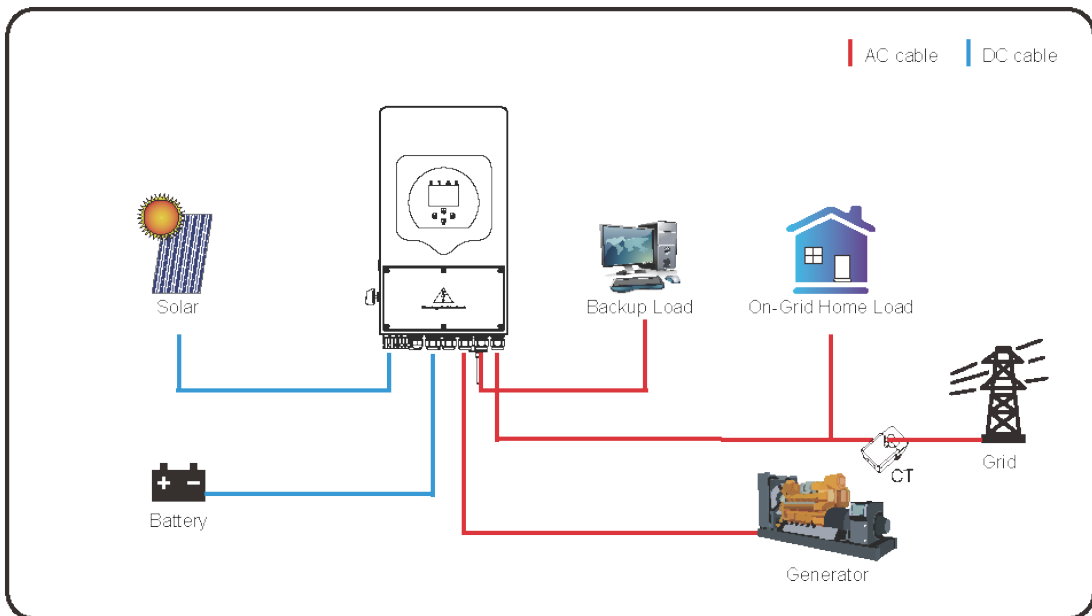 AC cable
DC cable
Solar
Backup Load
On-Grid Home Load
CT
Grid
Battery
Generator